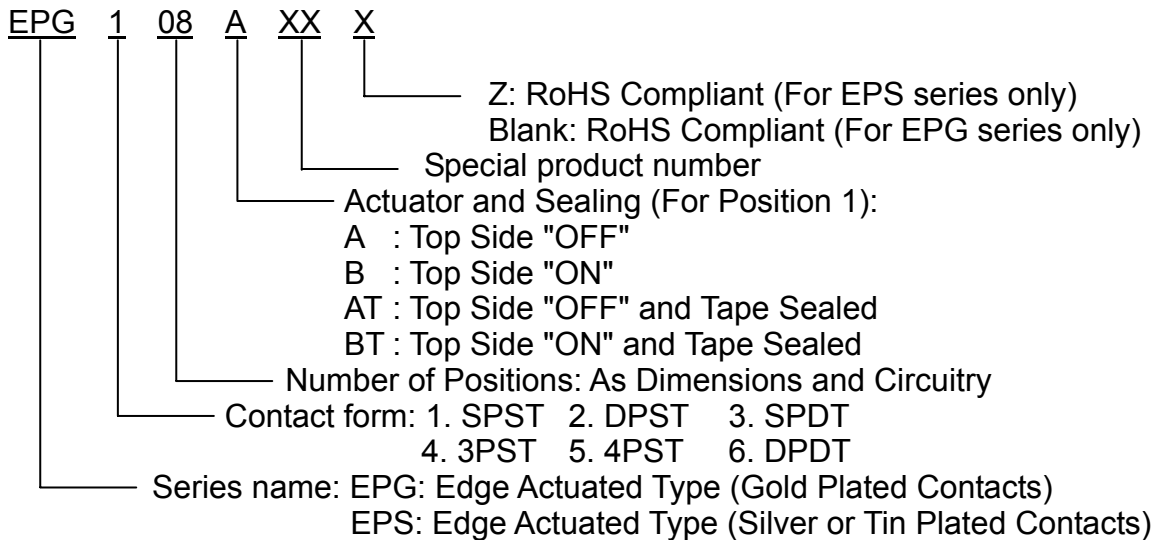 EPG 1 08 A XX X
Z: RoHS Compliant (For EPS series only)
Blank: RoHS Compliant (For EPG series only)
Special product number
Actuator and Sealing (For Position 1):
A : Top Side "OFF"
B : Top Side "ON"
AT : Top Side "OFF" and Tape Sealed
BT : Top Side "ON" and Tape Sealed
Number of Positions: As Dimensions and Circuitry
Contact form: 1. SPST 2. DPST 3. SPDT
4. 3PST 5. 4PST 6. DPDT
Series name: EPG: Edge Actuated Type (Gold Plated Contacts)
EPS: Edge Actuated Type (Silver or Tin Plated Contacts)